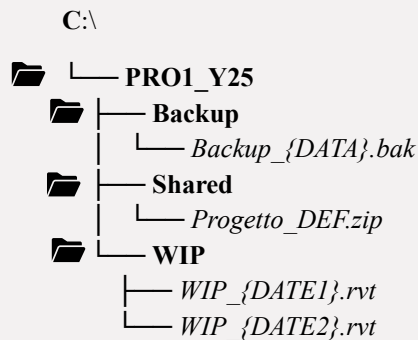 C:\
PRO1_Y25
Backup
Backup_{DATA}.bak
Shared
Progetto_DEF.zip
WIP
WIP_{DATE1}.rvt
WIP_{DATE2}.rvt